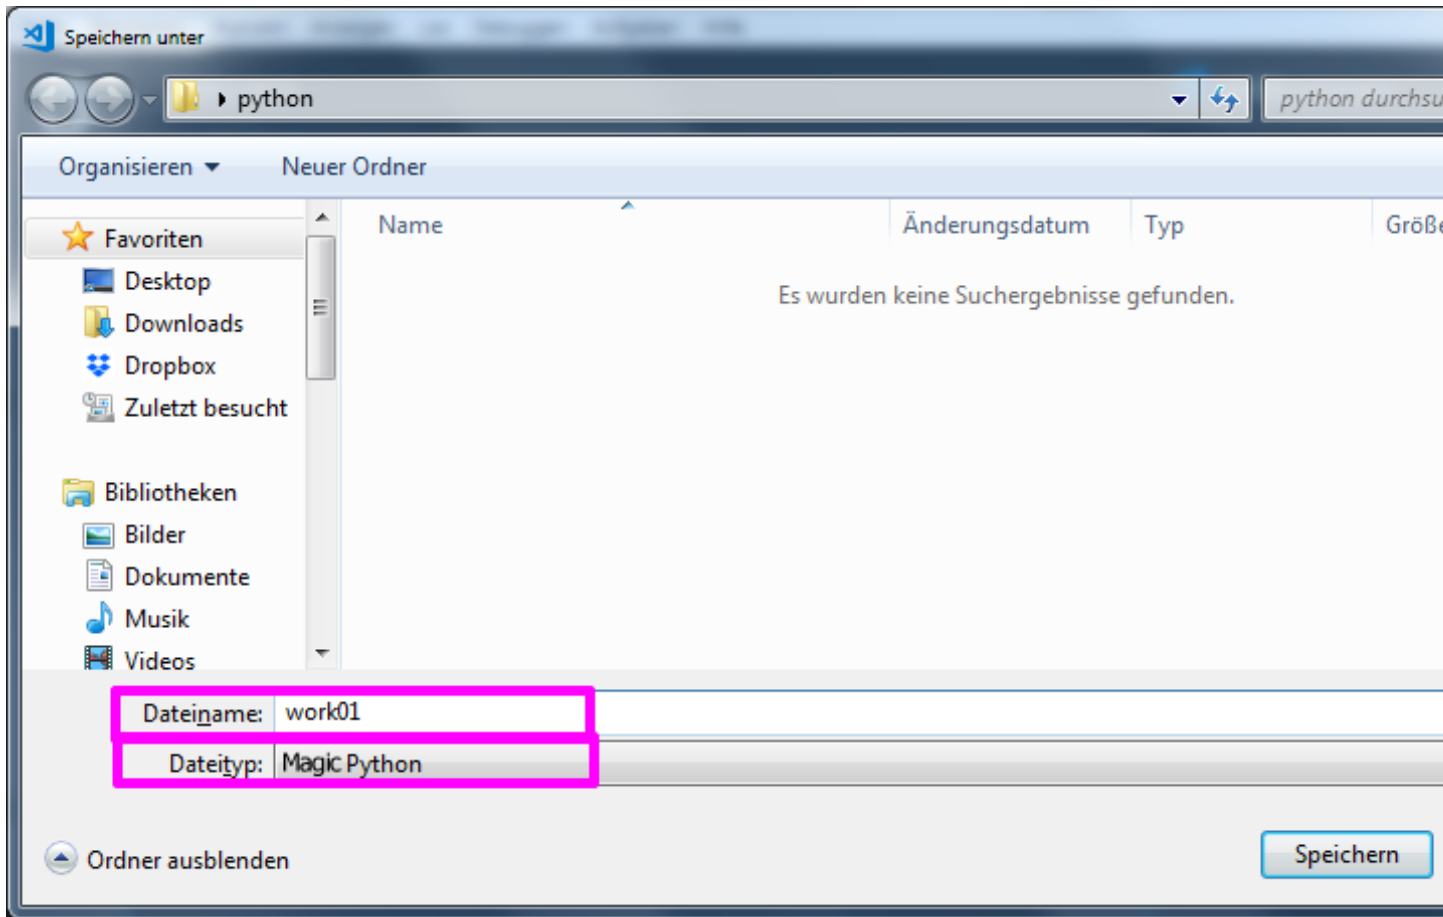 Speichern unter
python
python durchsu
Organisieren
Neuer Ordner
Name
Änderungsdatum
Typ
Größe
Favoriten
Es wurden keine Suchergebnisse gefunden.
Desktop
Downloads
Dropbox
Zuletzt besucht
Bibliotheken
Bilder
Dokumente
Musik
Videos
Dateiname: work01
Dateityp: Magic Python
Ordner ausblenden
Speichern